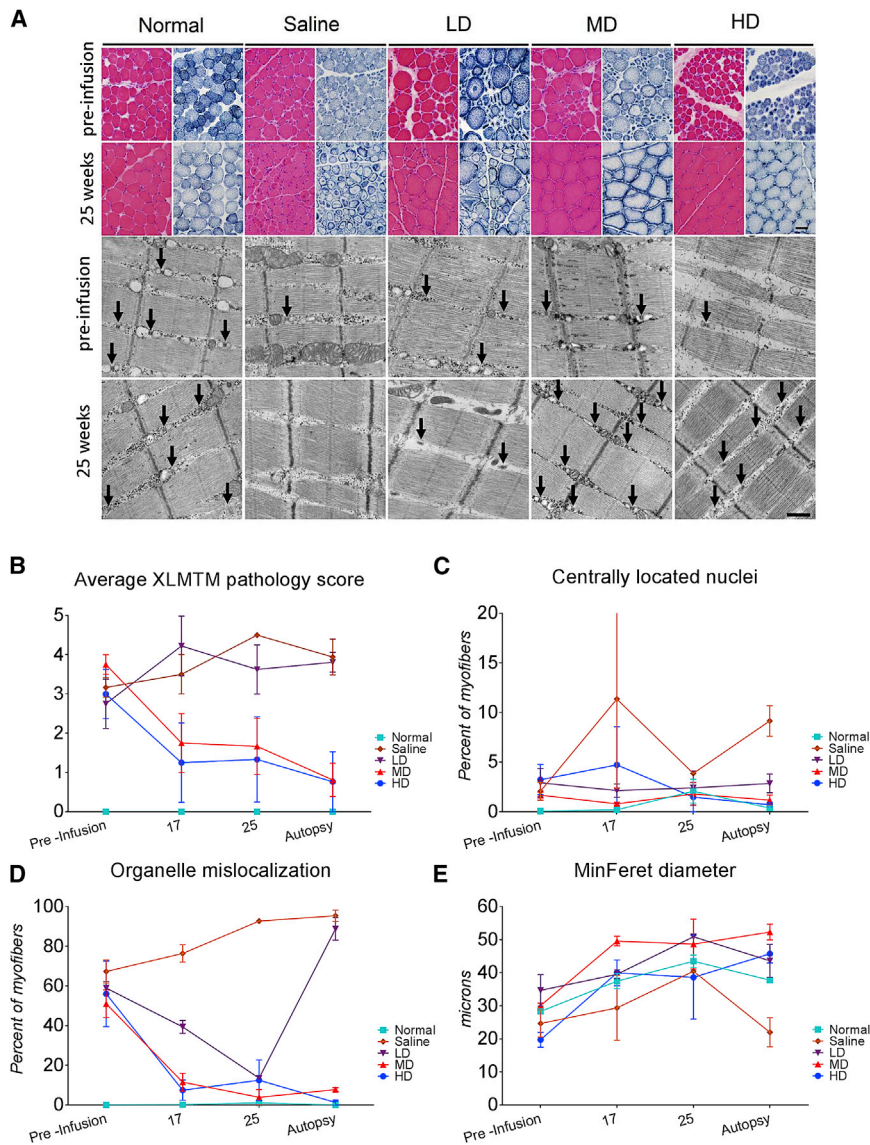 A
Normal Saline LD MD HD
pre-infusion
25 weeks
pre-infusion
25 weeks
B
Average XLMTM pathology score
5
4
3
2
1
0
Pre -Infusion 17 25 Autopsy
Normal
Saline
LD
MD
HD
C
Centrally located nuclei
Percent of myofibers
20
15
10
5
0
Pre -Infusion 17 25 Autopsy
Normal
Saline
LD
MD
HD
D
Organelle mislocalization
Percent of myofibers
100
80
60
40
20
0
Pre -Infusion 17 25 Autopsy
Normal
Saline
LD
MD
HD
E
MinFeret diameter
microns
60
50
40
30
20
10
0
Pre -Infusion 17 25 Autopsy
Normal
Saline
LD
MD
HD